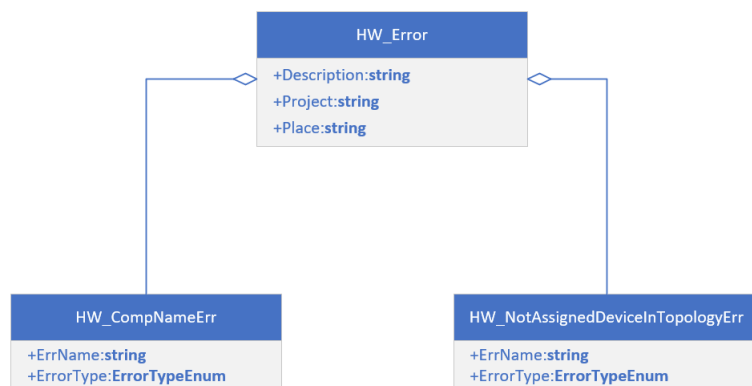 HW_Error
+Description:string
+Project:string
+Place:string
HW_CompNameErr
+ErrName:string
+ErrorType:ErrorTypeEnum
HW_NotAssignedDeviceInTopologyErr
+ErrName:string
+ErrorType:ErrorTypeEnum